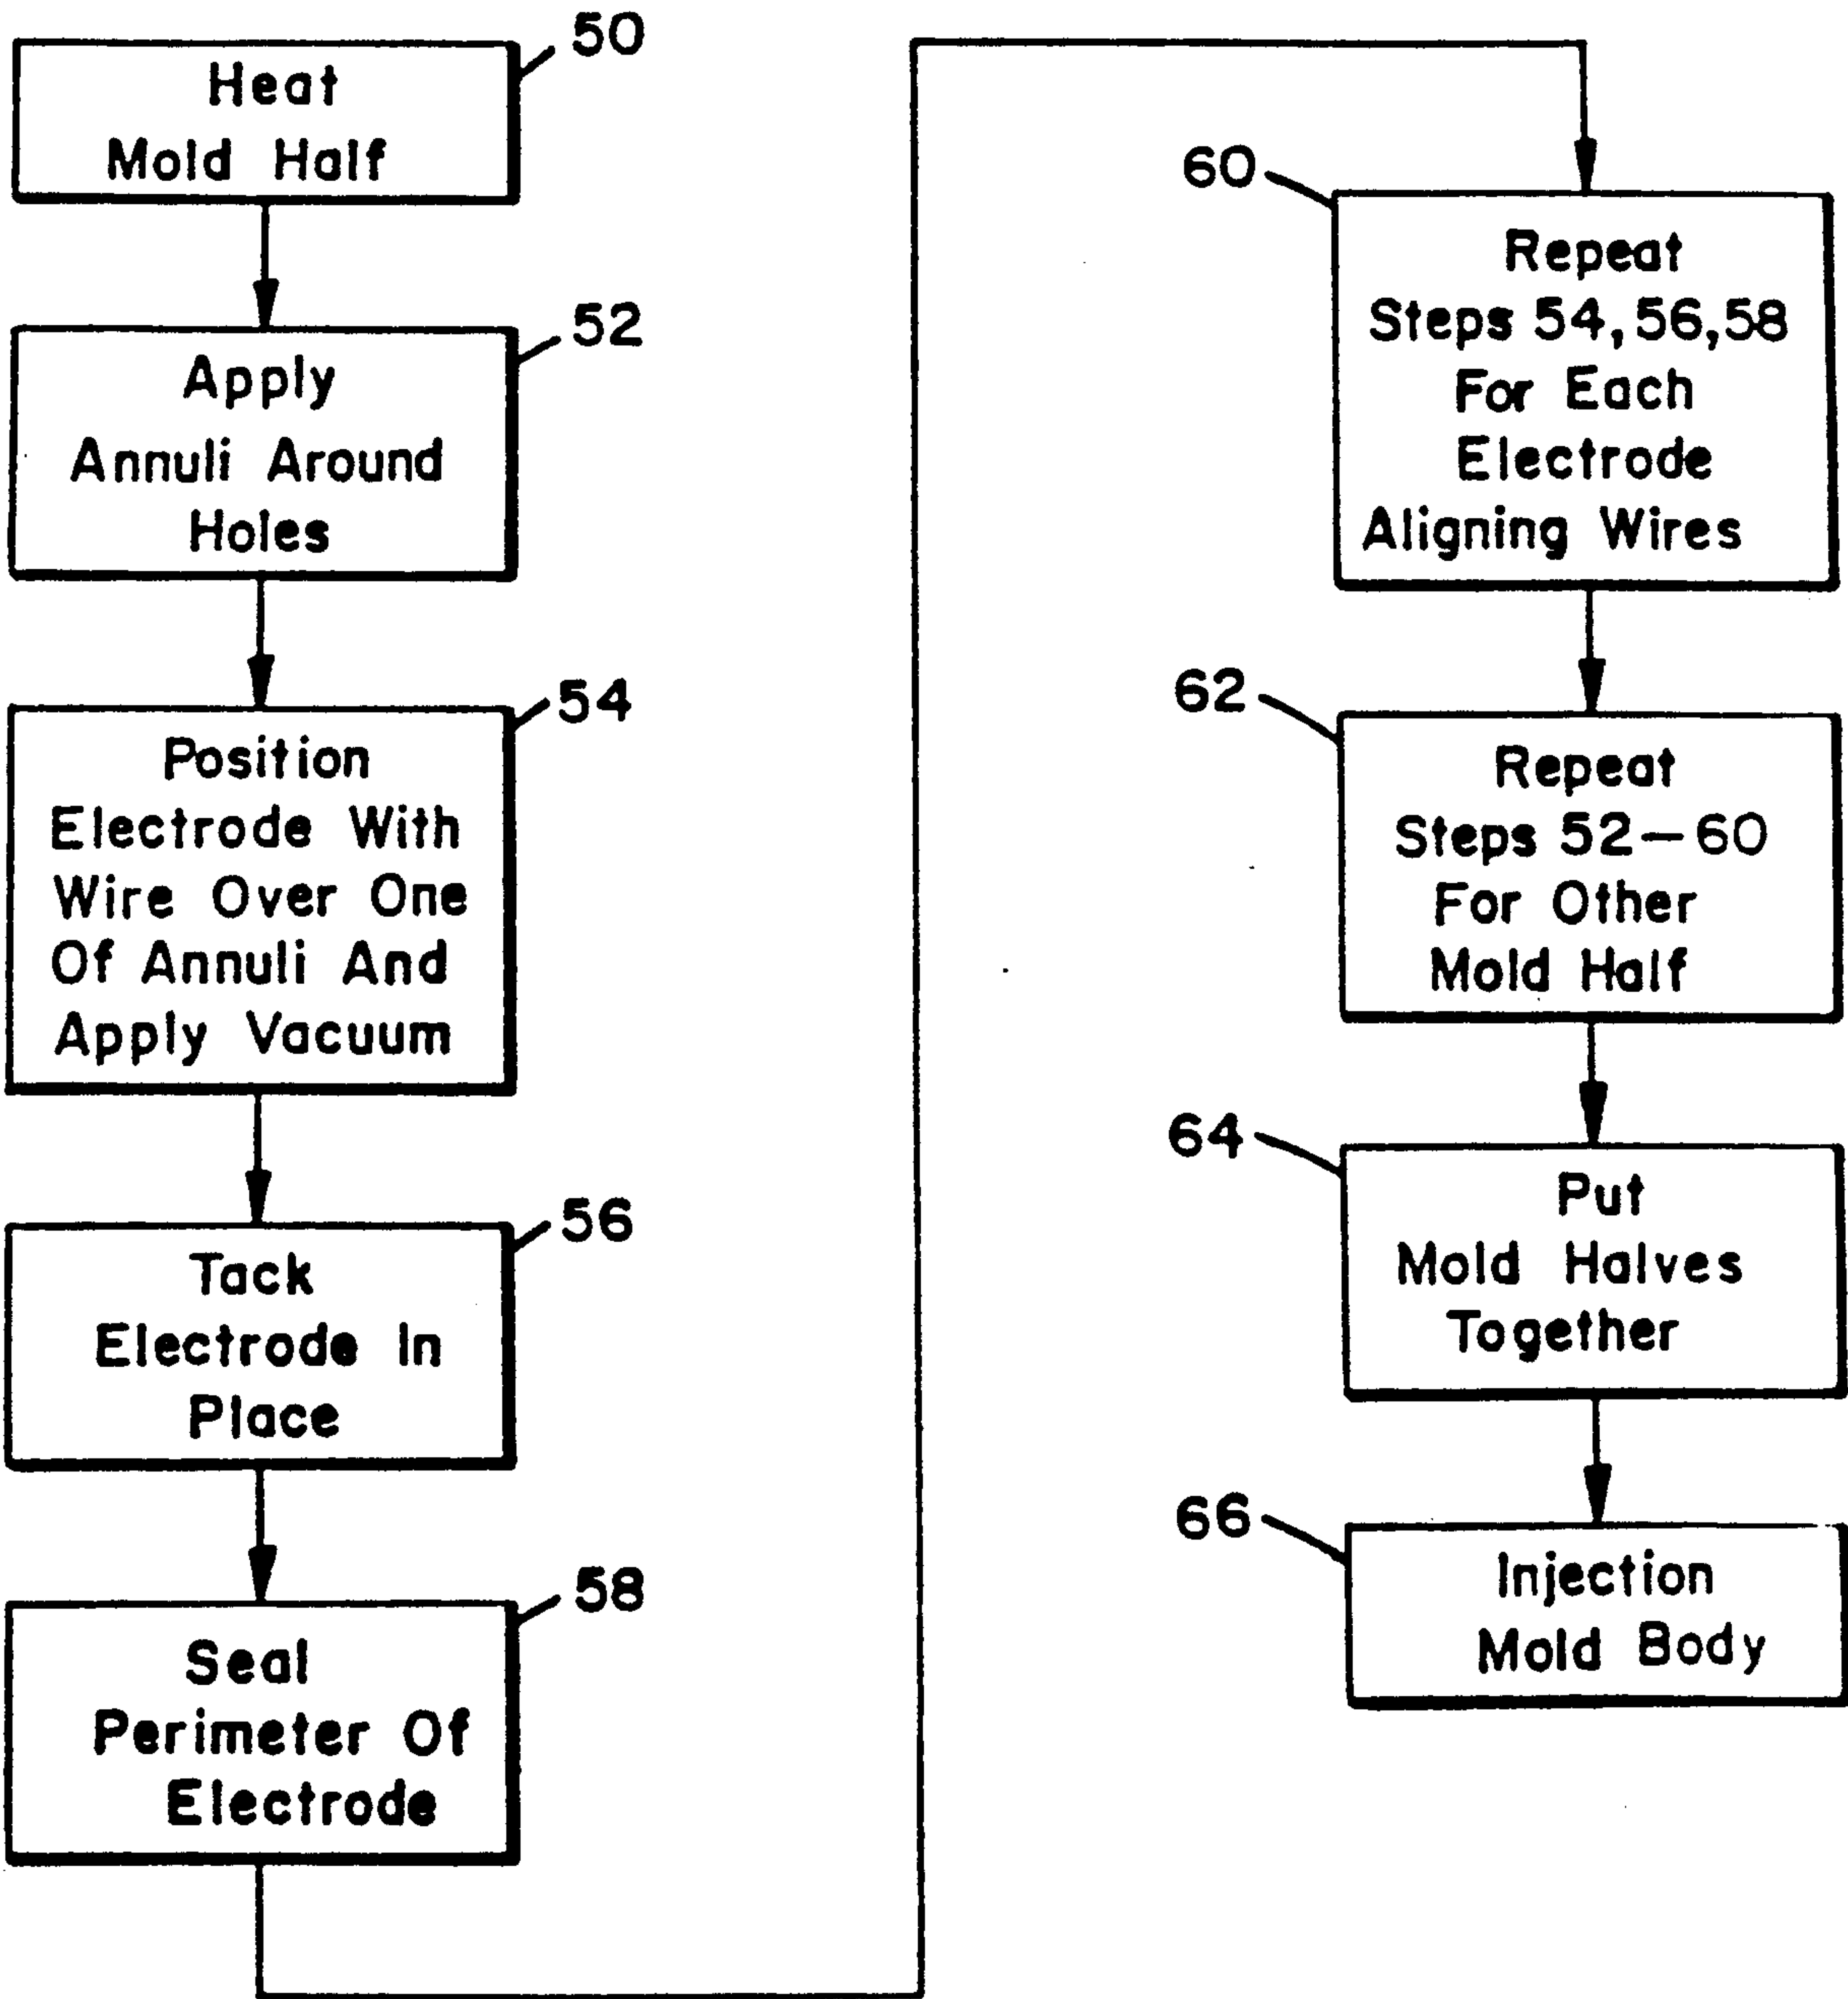 50
Heat
Mold Half
52
Apply
Annuli Around
Holes
54
Position
Electrode With
Wire Over One
Of Annuli And
Apply Vacuum
56
Tack
Electrode In
Place
58
Seal
Perimeter Of
Electrode
60
Repeat
Steps 54,56,58
For Each
Electrode
Aligning Wires
62
Repeat
Steps 52–60
For Other
Mold Half
64
Put
Mold Halves
Together
66
Injection
Mold Body